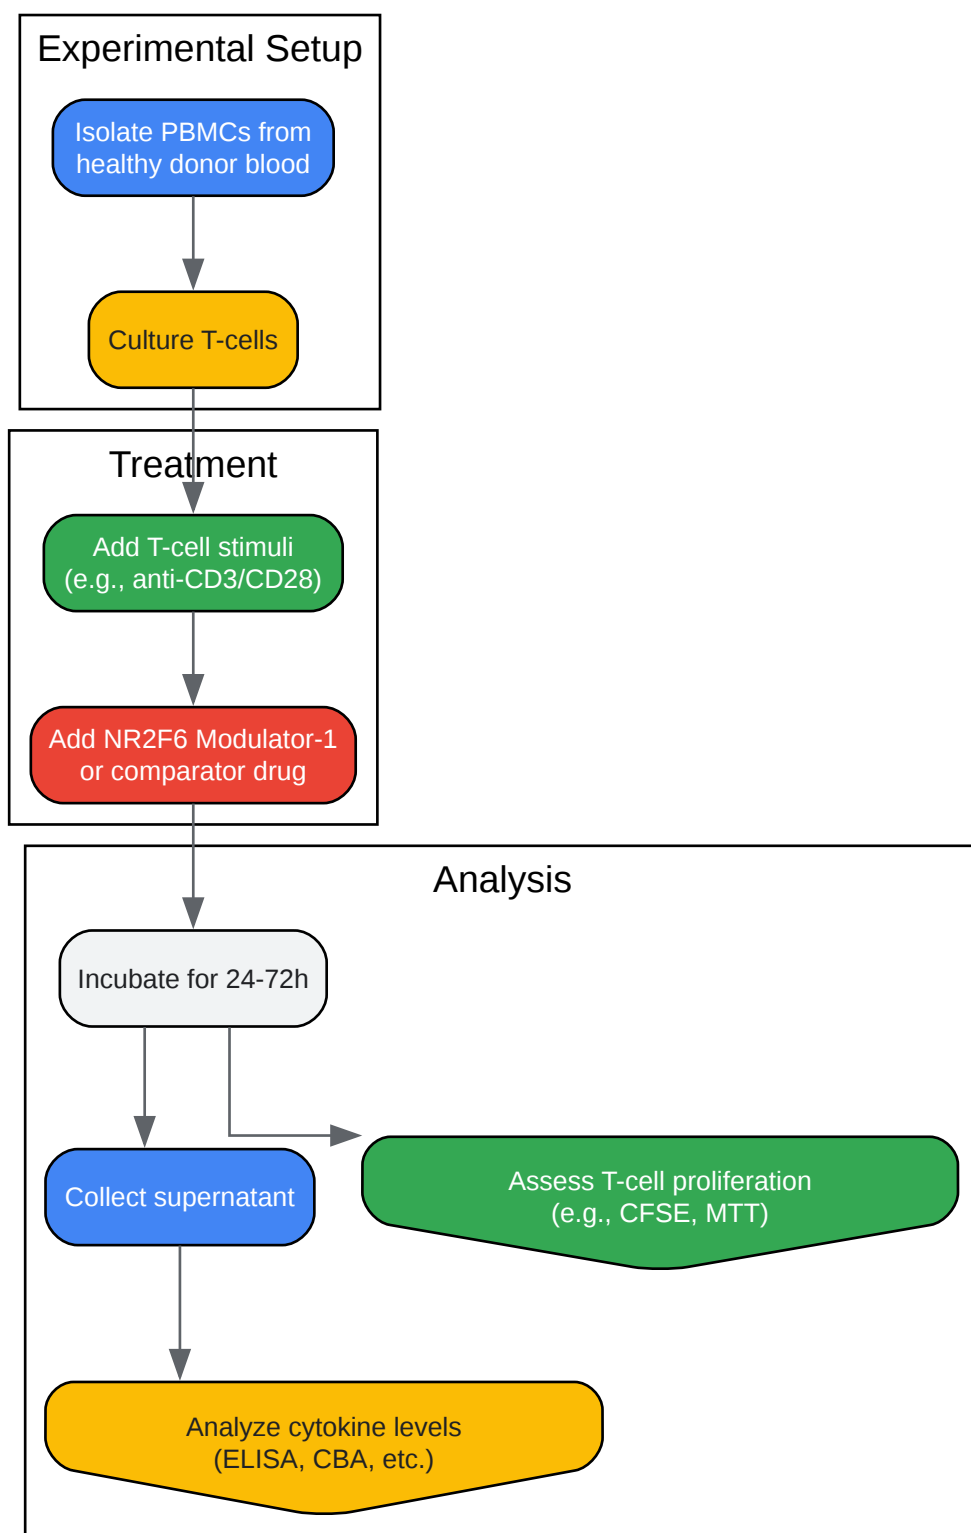 Experimental Setup
Isolate PBMCs from
healthy donor blood
Culture T-cells
Treatment
Add T-cell stimuli
(e.g., anti-CD3/CD28)
Add NR2F6 Modulator-1
or comparator drug
Analysis
Incubate for 24-72h
Collect supernatant
Assess T-cell proliferation
(e.g., CFSE, MTT)
Analyze cytokine levels
(ELISA, CBA, etc.)